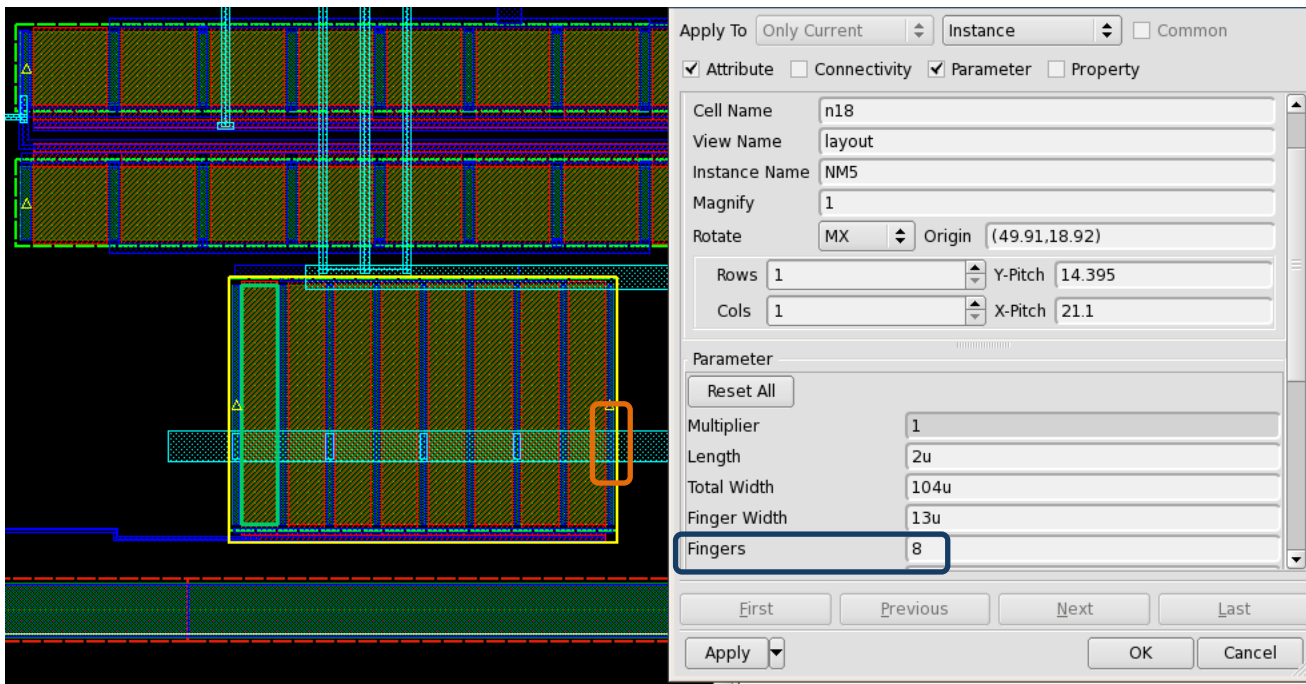 Apply To Only Current Instance Common
Attribute Connectivity Parameter Property
Cell Name n18
View Name layout
Instance Name NM5
Magnify 1
Rotate MX Origin (49.91,18.92)
Rows 1 Y-Pitch 14.395
Cols 1 X-Pitch 21.1
Parameter
Reset All
Multiplier 1
Length 2u
Total Width 104u
Finger Width 13u
Fingers 8
First Previous Next Last
Apply OK Cancel